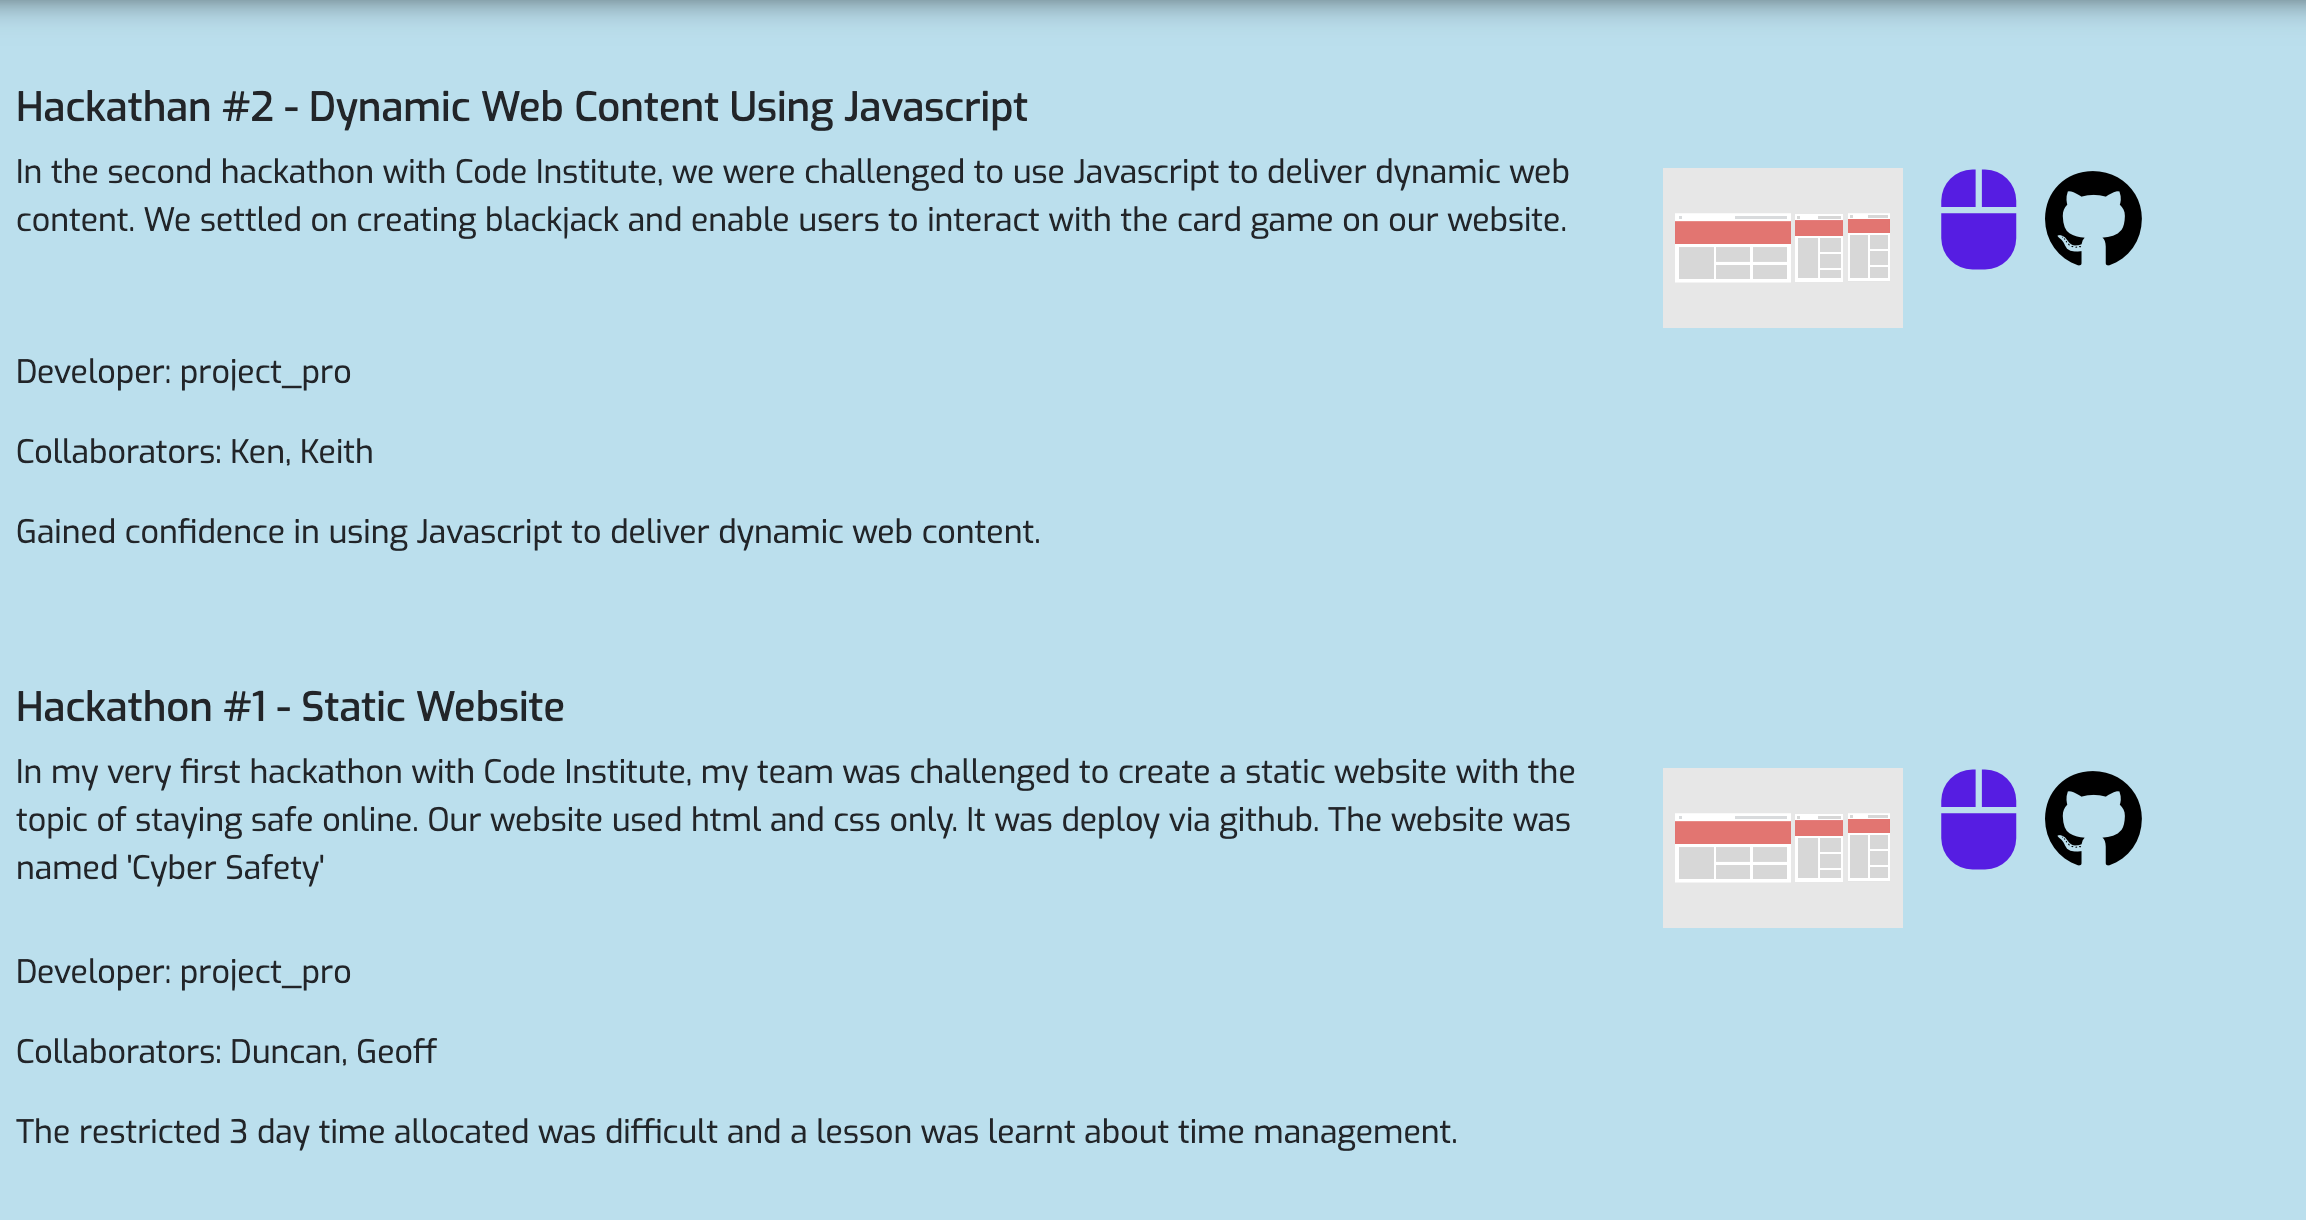 Hackathan #2 - Dynamic Web Content Using Javascript
In the second hackathon with Code Institute, we were challenged to use Javascript to deliver dynamic web
content. We settled on creating blackjack and enable users to interact with the card game on our website.
Developer: project_pro
Collaborators: Ken, Keith
Gained confidence in using Javascript to deliver dynamic web content.
Hackathon #1 - Static Website
In my very first hackathon with Code Institute, my team was challenged to create a static website with the
topic of staying safe online. Our website used html and css only. It was deploy via github. The website was
named 'Cyber Safety'
Developer: project_pro
Collaborators: Duncan, Geoff
The restricted 3 day time allocated was difficult and a lesson was learnt about time management.